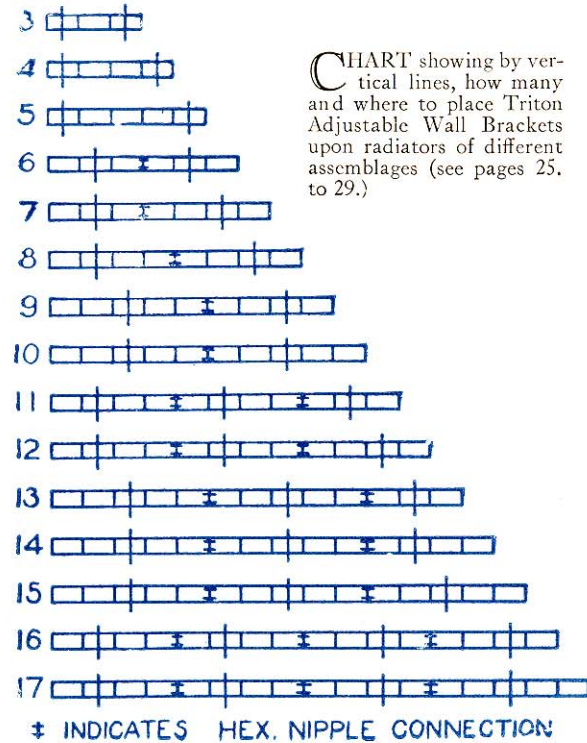 3
CHART showing by ver-
tical lines, how many
and where to place Triton
Adjustable Wall Brackets
upon radiators of different
assemblages (see pages 25.
to 29.)
4
5
6
7
8
9
10
11
12
13
14
15
16
17
‡ INDICATES HEX. NIPPLE CONNECTION